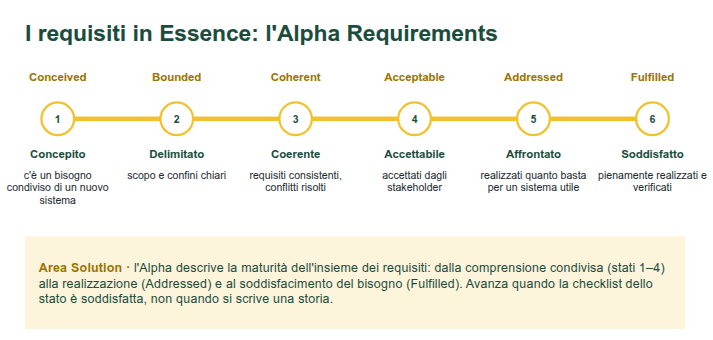 I requisiti in Essence: l'Alpha Requirements
Conceived
Bounded
Coherent
Acceptable
Addressed
Fulfilled
1
2
3
4
5
6
Concepito
Delimitato
Coerente
Accettabile
Affrontato
Soddisfatto
c'è un bisogno
condiviso di un nuovo
sistema
scopo e confini chiari
requisiti consistenti,
conflitti risolti
accettati dagli
stakeholder
realizzati quanto basta
per un sistema utile
pienamente realizzati e
verificati
Area Solution · l'Alpha descrive la maturità dell'insieme dei requisiti: dalla comprensione condivisa (stati 1–4)
alla realizzazione (Addressed) e al soddisfacimento del bisogno (Fulfilled). Avanza quando la checklist dello
stato è soddisfatta, non quando si scrive una storia.